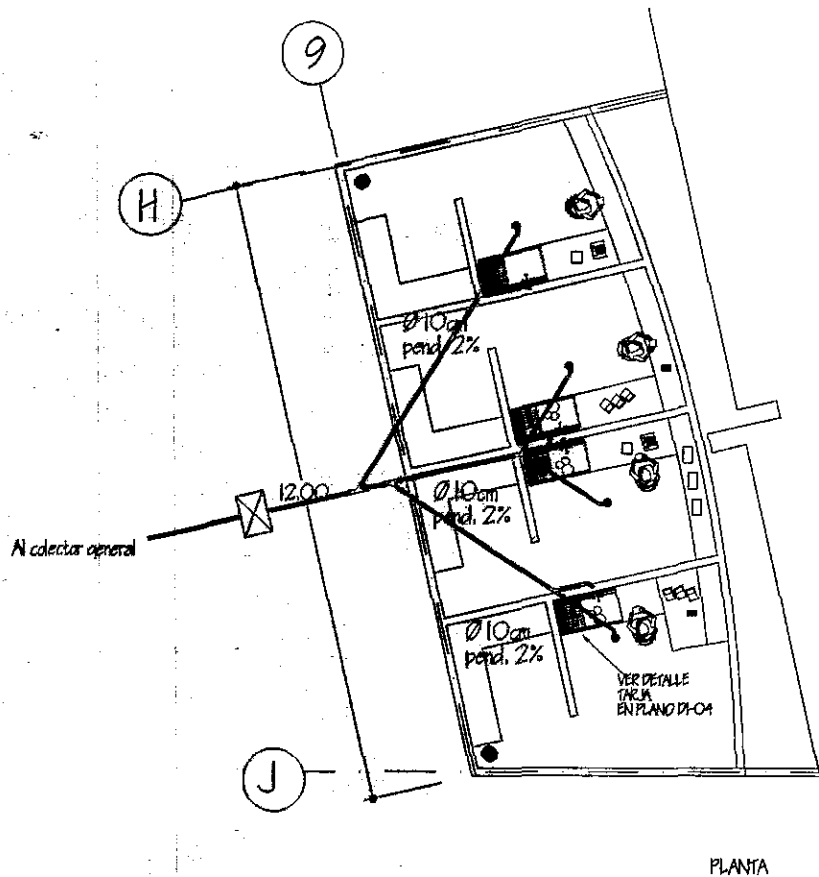 9
H
Ø10cm
pend. 2%
12.00
Ø10cm
pend. 2%
Al colector general
Ø10cm
pend. 2%
VER DETALLE
TARJA
EN PLANO DI-04
J
PLANTA